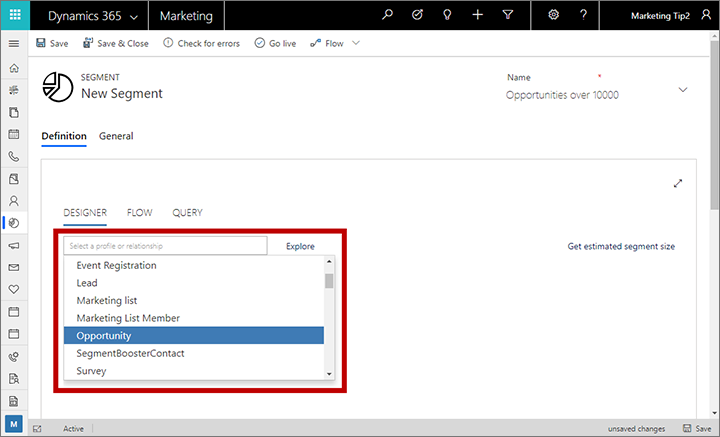 Dynamics 365 Marketing Marketing Tip2
Save Save & Close Check for errors Go live Flow
SEGMENT
New Segment
Name *
Opportunities over 10000
Definition General
DESIGNER FLOW QUERY
Select a profile or relationship Explore Get estimated segment size
Event Registration
Lead
Marketing list
Marketing List Member
Opportunity
SegmentBoosterContact
Survey
M Active unsaved changes Save